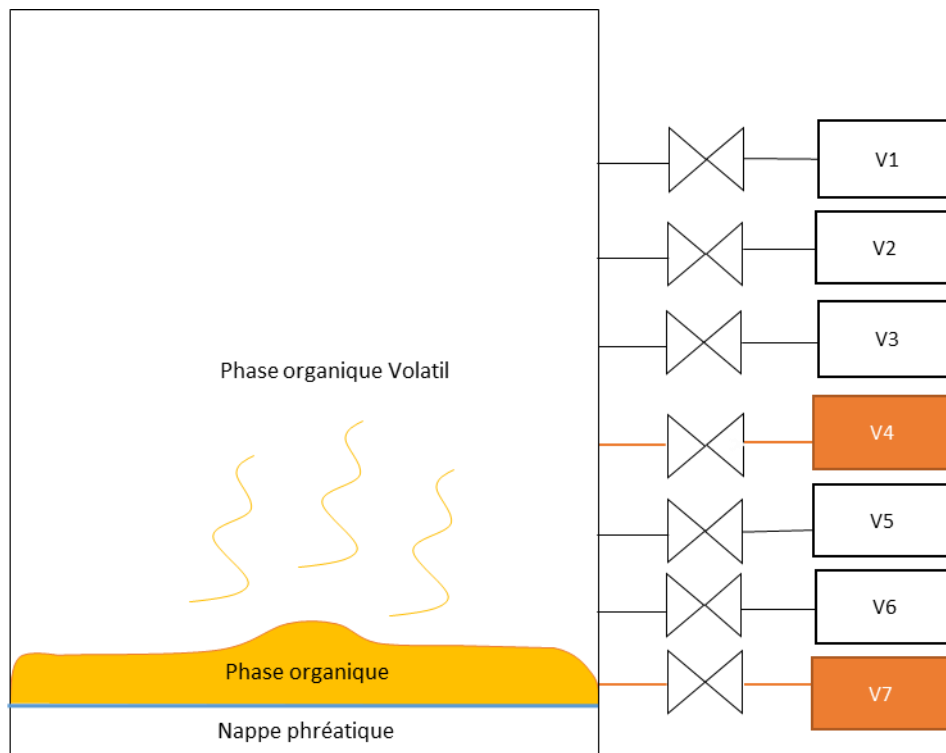 V1
V2
V3
Phase organique Volatil
V4
V5
V6
Phase organique
V7
Nappe phréatique